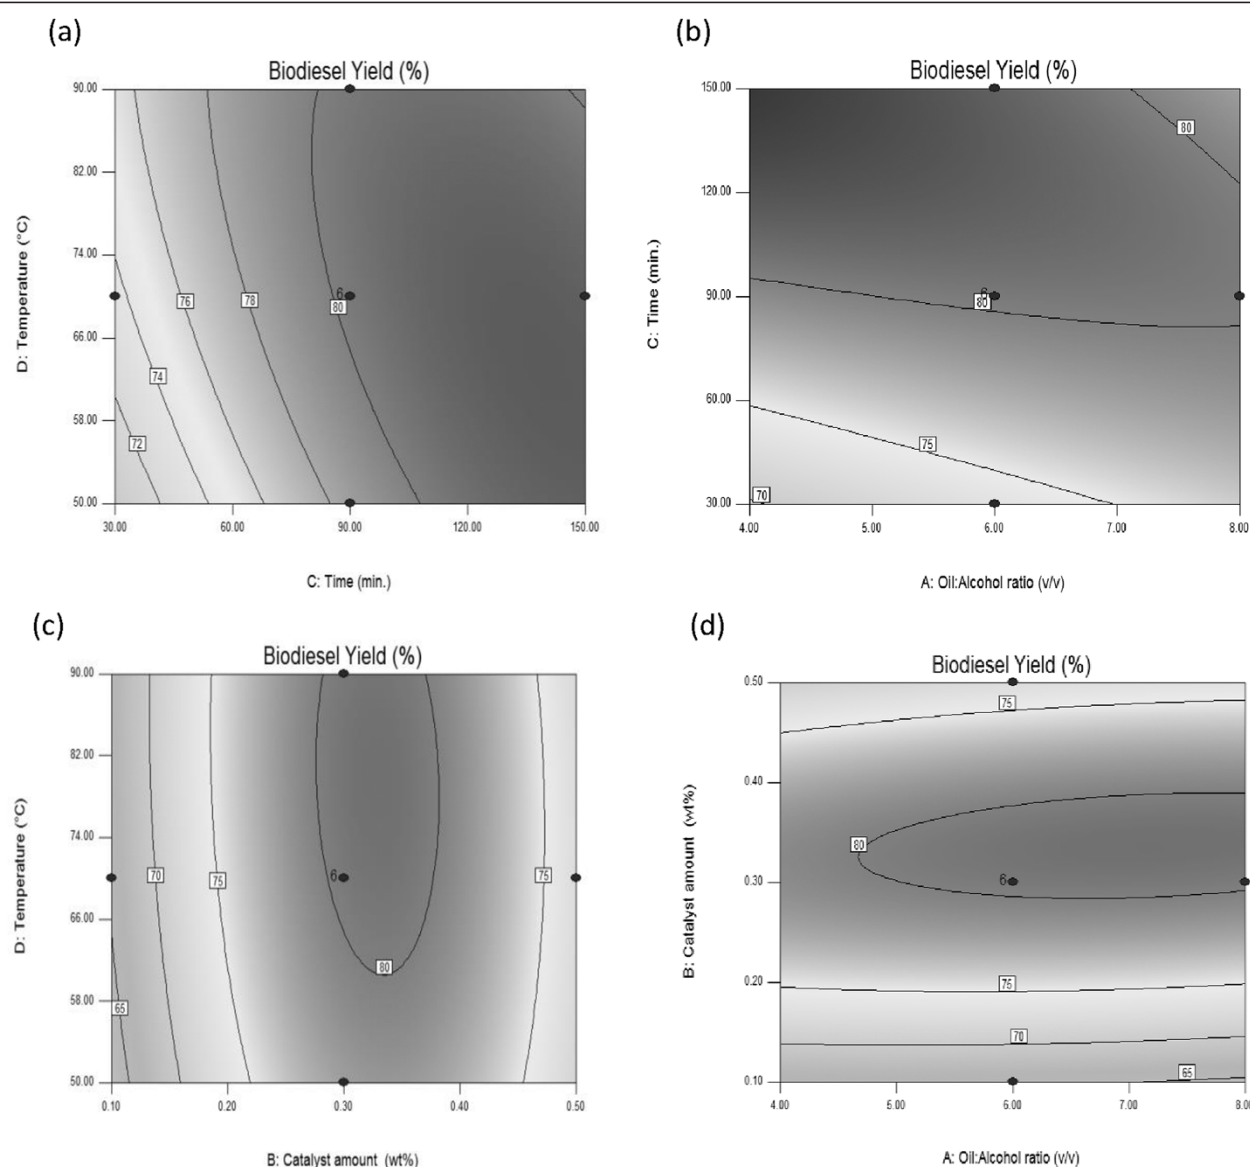 (a)
Biodesel Yield (%)
90.00
82.00
74.00
66.00
58.00
50.00
D: Temperature (°C)
72
74
76
78
80
6
30.00 60.00 90.00 120.00 150.00
C: Time (min.)
(b)
Biodiesel Yield (%)
150.00
120.00
90.00
60.00
30.00
C: Time (min.)
80
6
80
75
70
4.00 5.00 6.00 7.00 8.00
A: Oil:Alcohol ratio (v/v)
(c)
Biodiesel Yield (%)
90.00
82.00
74.00
66.00
58.00
50.00
D: Temperature (°C)
70
75
6
75
80
65
0.10 0.20 0.30 0.40 0.50
B: Catalyst amount (wt%)
(d)
Biodiesel Yield (%)
0.50
0.40
0.30
0.20
0.10
B: Catalyst amount (wt%)
75
80
6
75
70
65
4.00 5.00 6.00 7.00 8.00
A: Oil:Alcohol ratio (v/v)